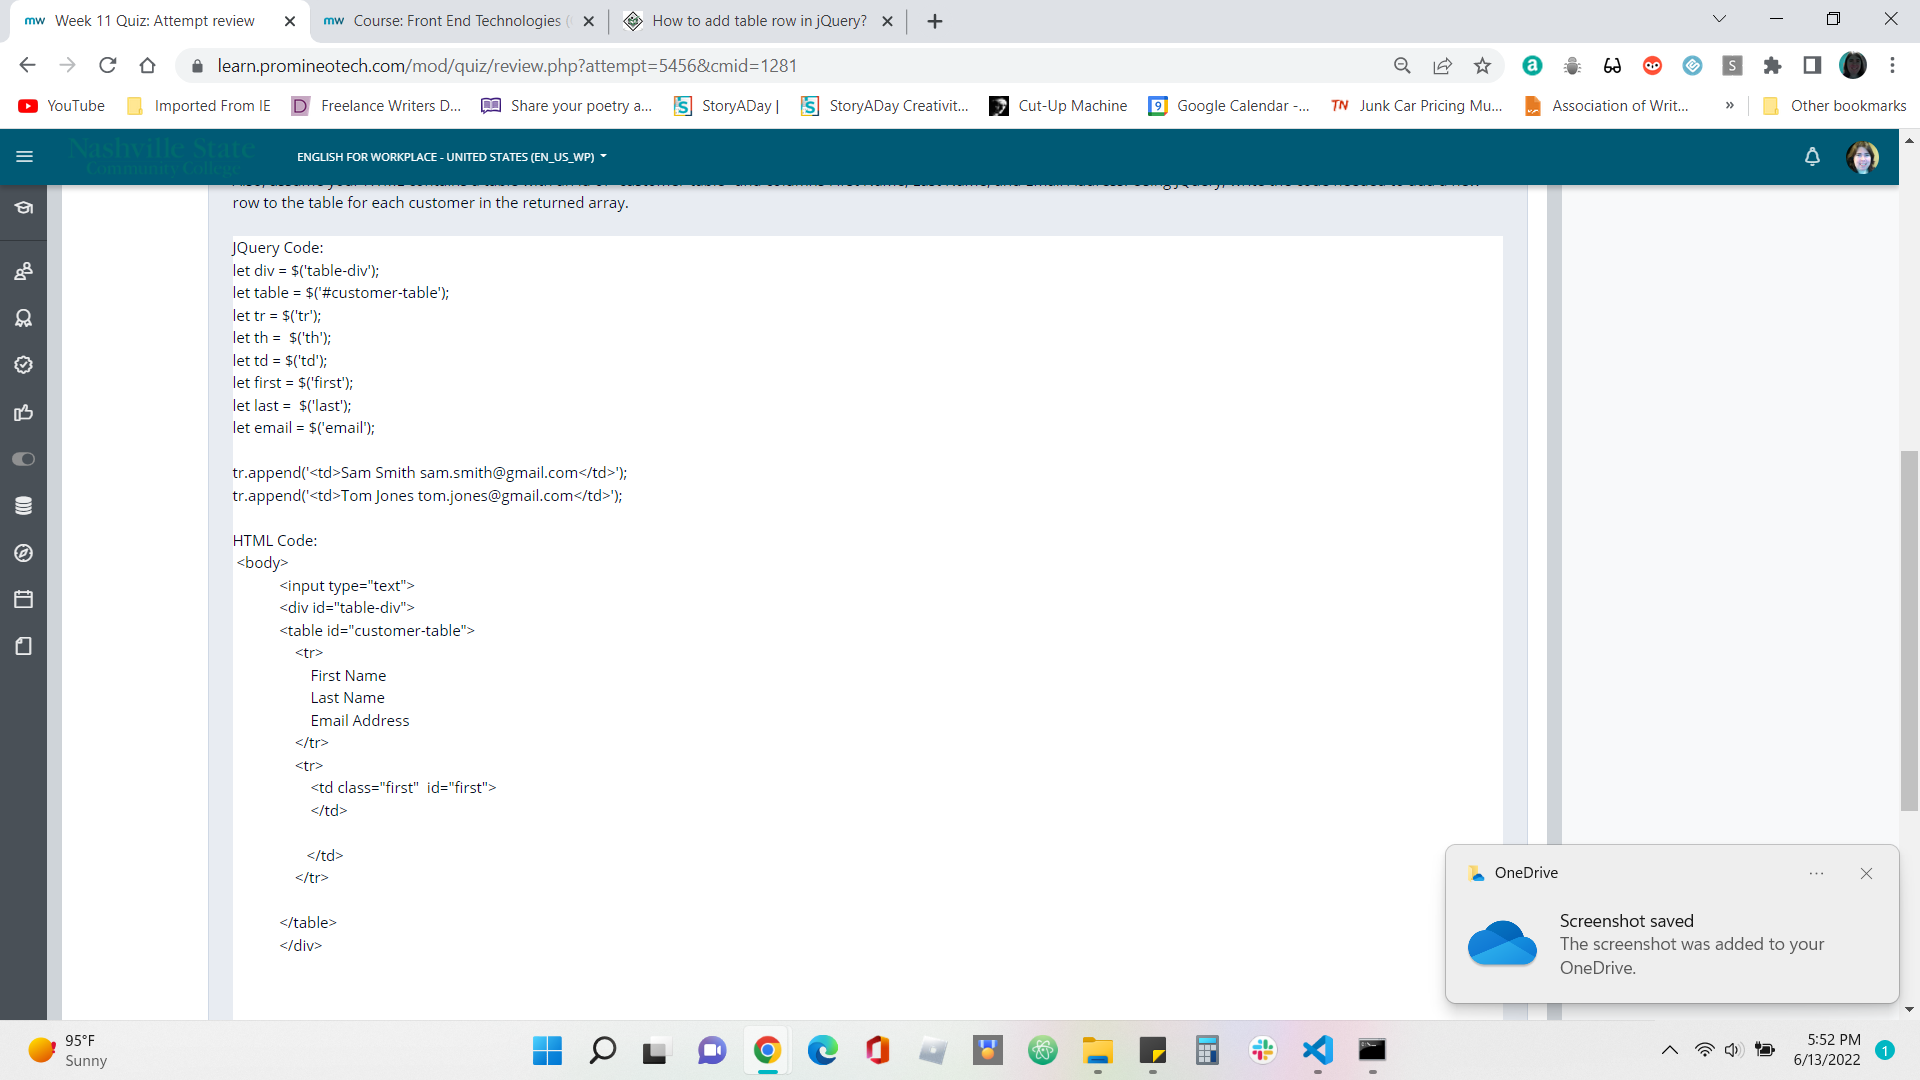 Week 11 Quiz: Attempt review
Course: Front End Technologies
How to add table row in jQuery?
learn.promineotech.com/mod/quiz/review.php?attempt=5456&cmid=1281
YouTube
Imported From IE
Freelance Writers D...
Share your poetry a...
StoryADay |
StoryADay Creativit...
Cut-Up Machine
Google Calendar -...
Junk Car Pricing Mu...
Association of Writ...
»
Other bookmarks
Nashville State
Community College
ENGLISH FOR WORKPLACE - UNITED STATES (EN_US_WP)
row to the table for each customer in the returned array.
JQuery Code:
let div = $('table-div');
let table = $('#customer-table');
let tr = $('tr');
let th =  $('th');
let td = $('td');
let first = $('first');
let last =  $('last');
let email = $('email');
tr.append('<td>Sam Smith sam.smith@gmail.com</td>');
tr.append('<td>Tom Jones tom.jones@gmail.com</td>');
HTML Code:
<body>
<input type="text">
<div id="table-div">
<table id="customer-table">
<tr>
First Name
Last Name
Email Address
</tr>
<tr>
<td class="first"  id="first">
</td>
</td>
</tr>
</table>
</div>
OneDrive
Screenshot saved
The screenshot was added to your
OneDrive.
95°F
Sunny
5:52 PM
6/13/2022
1